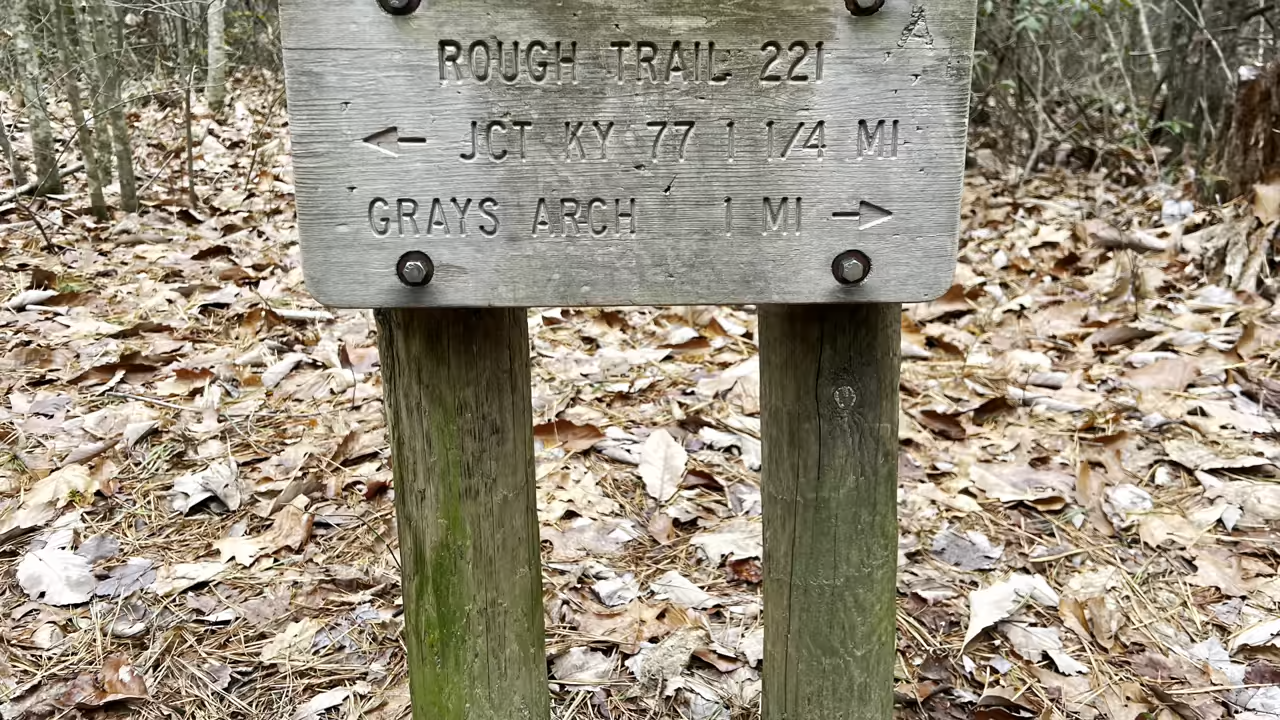 ROUGH TRAIL 221
← JCT KY 77 1 1/4 MI
GRAYS ARCH 1 MI →